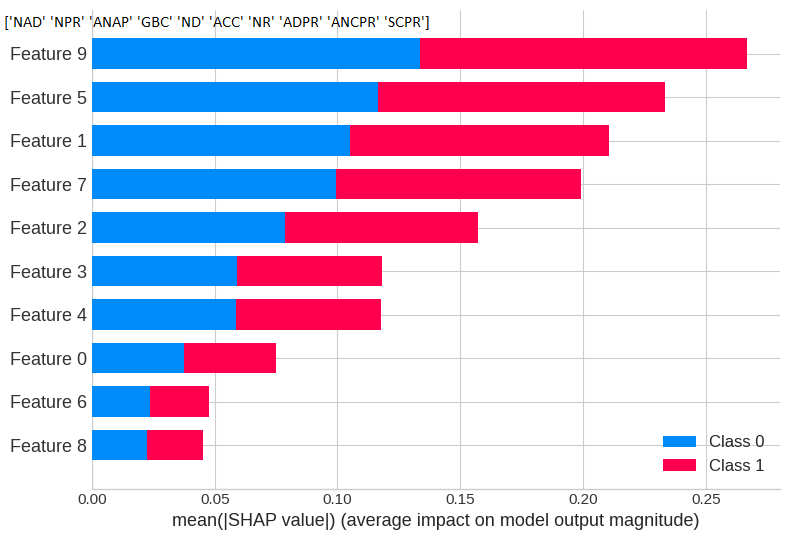 ['NAD' 'NPR' 'ANAP' 'GBC' 'ND' 'ACC' 'NR' 'ADPR' 'ANCPR' 'SCPR']
Feature 9
Feature 5
Feature 1
Feature 7
Feature 2
Feature 3
Feature 4
Feature 0
Feature 6
Feature 8
Class 0
Class 1
0.00 0.05 0.10 0.15 0.20 0.25
mean(|SHAP value|) (average impact on model output magnitude)